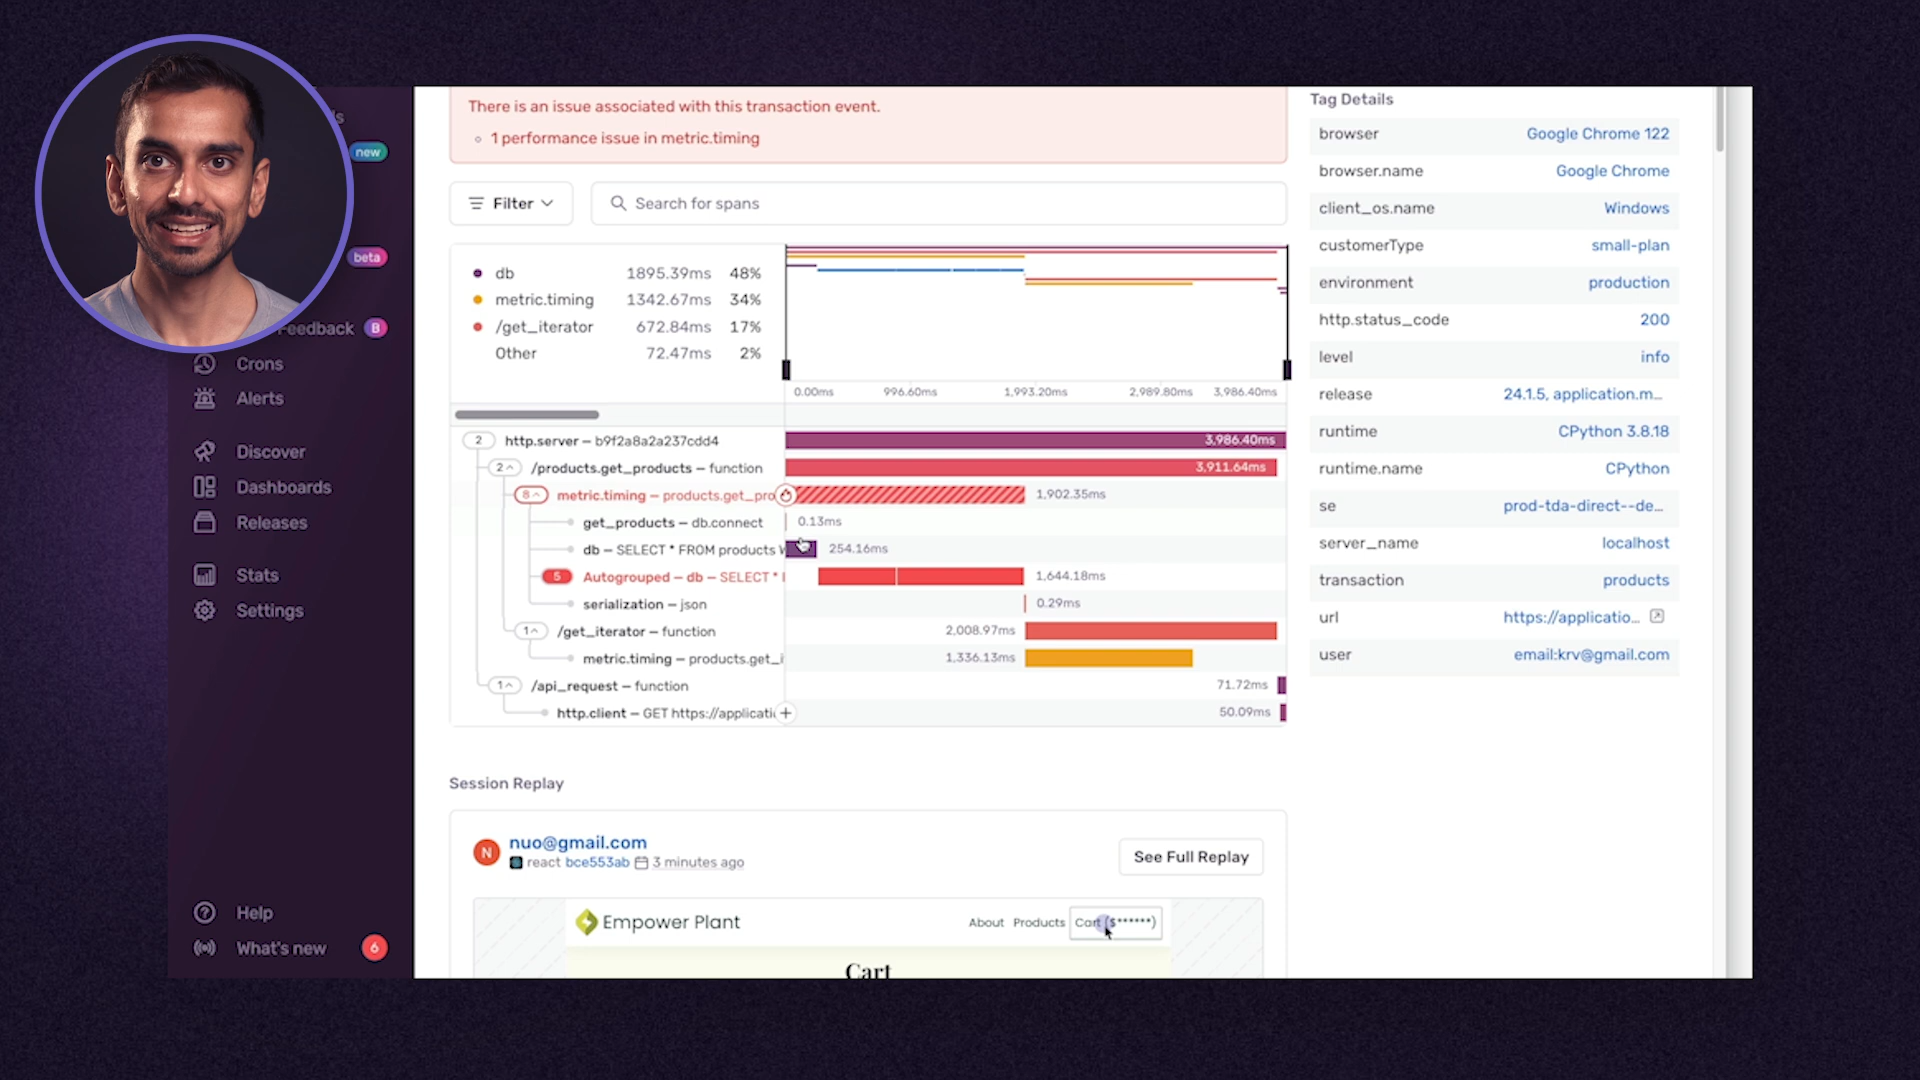 There is an issue associated with this transaction event.
1 performance issue in metric.timing
Filter
Search for spans
db 1895.39ms 48%
metric.timing 1342.67ms 34%
/get_iterator 672.84ms 17%
Other 72.47ms 2%
0.00ms 996.60ms 1,993.20ms 2,989.80ms 3,986.40ms
2 http.server – b9f2a8a2a237cdd4 3,986.40ms
2 /products.get_products – function 3,911.64ms
8 metric.timing – products.get_pro 1,902.35ms
get_products – db.connect 0.13ms
db – SELECT * FROM products 254.16ms
5 Autogrouped – db – SELECT * 1,644.18ms
serialization – json 0.29ms
1 /get_iterator – function 2,008.97ms
metric.timing – products.get_i 1,336.13ms
1 /api_request – function 71.72ms
http.client – GET https://applicati 50.09ms
Session Replay
N
nuo@gmail.com
react bce553ab 3 minutes ago
See Full Replay
Empower Plant
About Products Cart ($******)
Cart
Tag Details
browser Google Chrome 122
browser.name Google Chrome
client_os.name Windows
customerType small-plan
environment production
http.status_code 200
level info
release 24.1.5, application.m...
runtime CPython 3.8.18
runtime.name CPython
se prod-tda-direct--de...
server_name localhost
transaction products
url https://applicatio...
user email:krv@gmail.com
new
beta
Feedback B
Crons
Alerts
Discover
Dashboards
Releases
Stats
Settings
Help
What's new 6